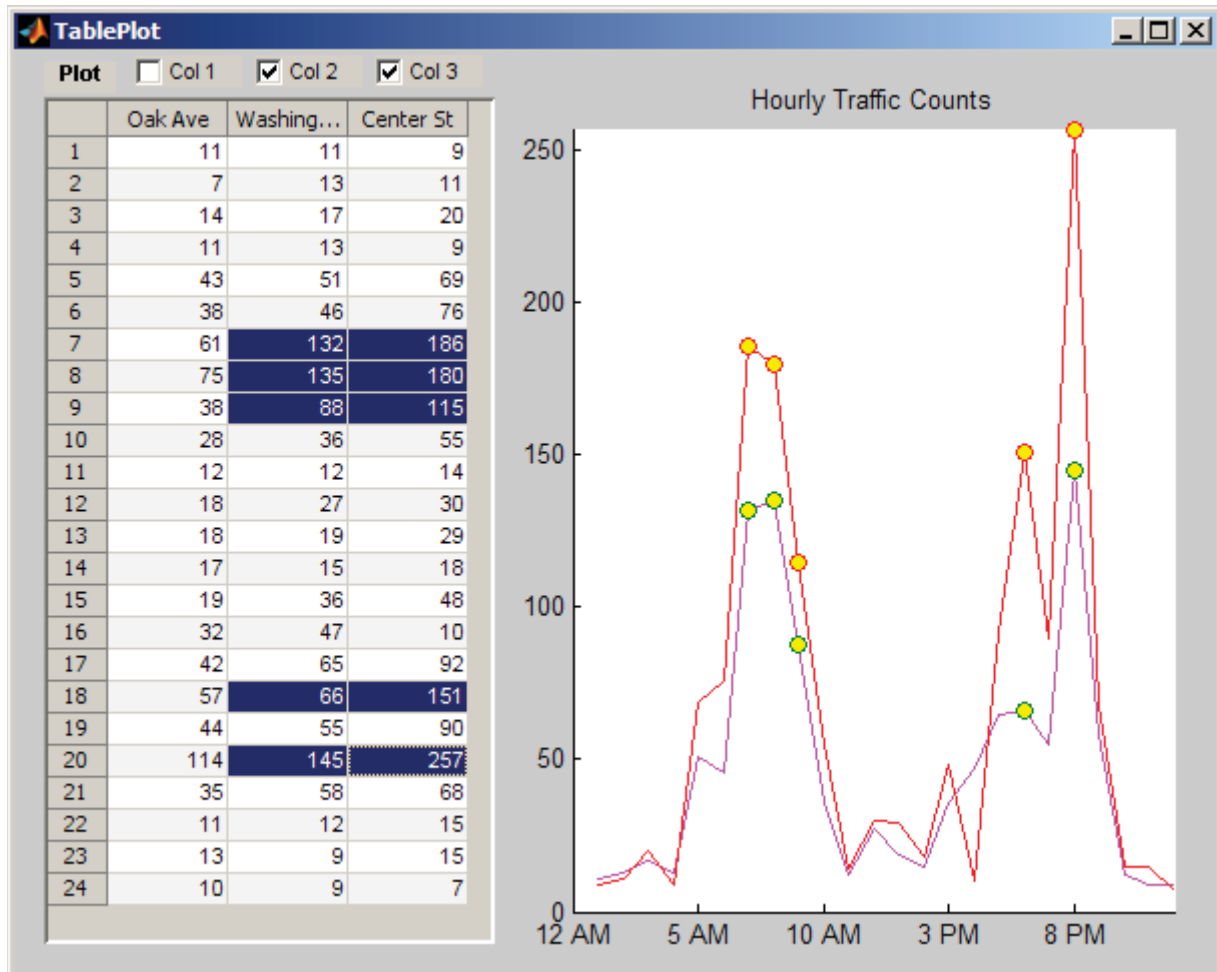 TablePlot
Plot Col 1 Col 2 Col 3
Oak Ave Washing... Center St
1 11 11 9
2 7 13 11
3 14 17 20
4 11 13 9
5 43 51 69
6 38 46 76
7 61 132 186
8 75 135 180
9 38 88 115
10 28 36 55
11 12 12 14
12 18 27 30
13 18 19 29
14 17 15 18
15 19 36 48
16 32 47 10
17 42 65 92
18 57 66 151
19 44 55 90
20 114 145 257
21 35 58 68
22 11 12 15
23 13 9 15
24 10 9 7
Hourly Traffic Counts
250
200
150
100
50
0
12 AM 5 AM 10 AM 3 PM 8 PM